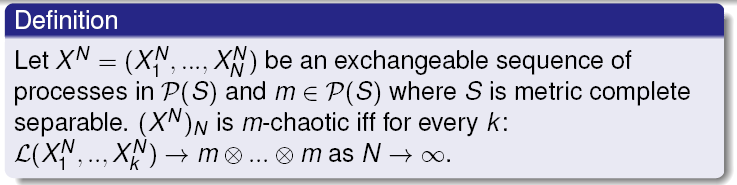 Definition
Let $X^N = (X_1^N, ..., X_N^N)$ be an exchangeable sequence of
processes in $\mathcal{P}(S)$ and $m \in \mathcal{P}(S)$ where $S$ is metric complete
separable. $(X^N)_N$ is $m$-chaotic iff for every $k$:
$\mathcal{L}(X_1^N, .., X_k^N) \to m \otimes ... \otimes m$ as $N \to \infty$.